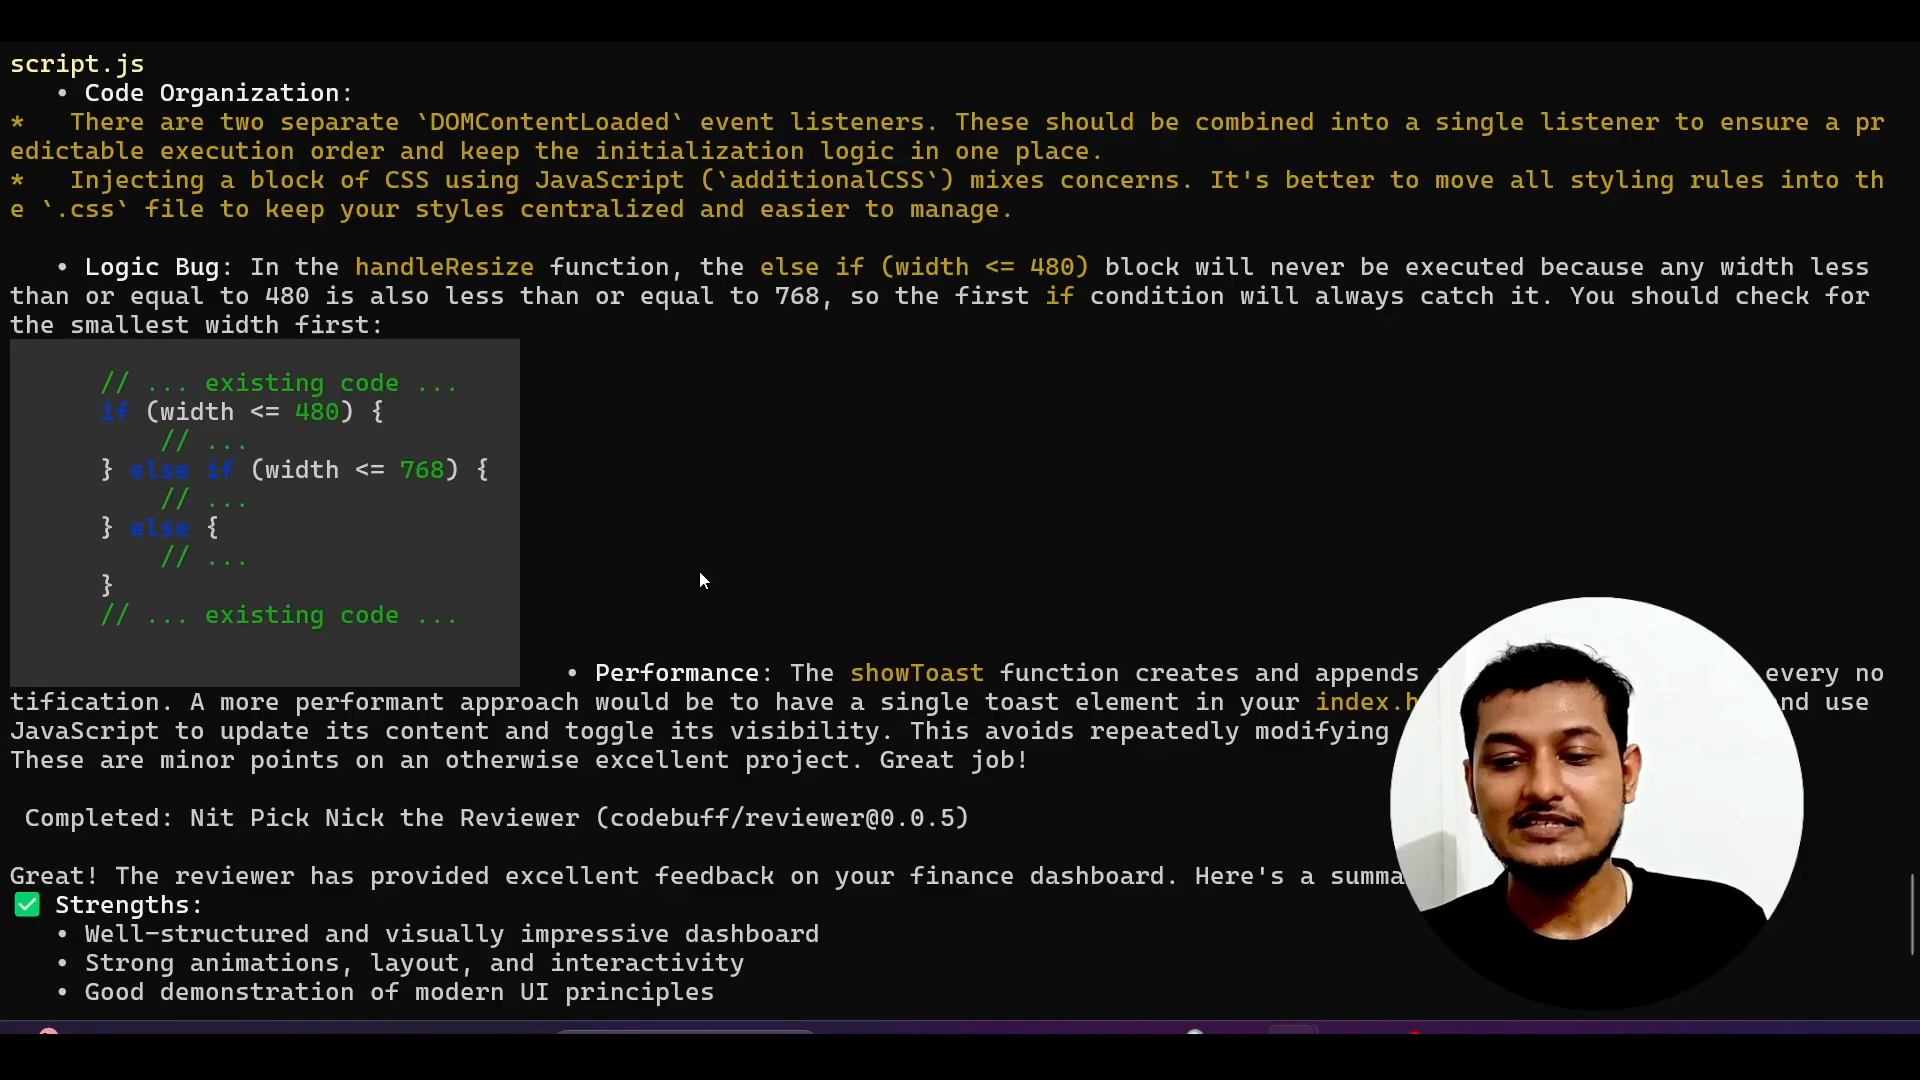 script.js
• Code Organization:
*   There are two separate `DOMContentLoaded` event listeners. These should be combined into a single listener to ensure a pr
edictable execution order and keep the initialization logic in one place.
*   Injecting a block of CSS using JavaScript (`additionalCSS`) mixes concerns. It's better to move all styling rules into th
e `.css` file to keep your styles centralized and easier to manage.
• Logic Bug: In the handleResize function, the else if (width <= 480) block will never be executed because any width less
than or equal to 480 is also less than or equal to 768, so the first if condition will always catch it. You should check for
the smallest width first:
// ... existing code ...
if (width <= 480) {
// ...
} else if (width <= 768) {
// ...
} else {
// ...
}
// ... existing code ...
• Performance: The showToast function creates and appends every no
tification. A more performant approach would be to have a single toast element in your index.h nd use
JavaScript to update its content and toggle its visibility. This avoids repeatedly modifying
These are minor points on an otherwise excellent project. Great job!
Completed: Nit Pick Nick the Reviewer (codebuff/reviewer@0.0.5)
Great! The reviewer has provided excellent feedback on your finance dashboard. Here's a summa
✅ Strengths:
• Well-structured and visually impressive dashboard
• Strong animations, layout, and interactivity
• Good demonstration of modern UI principles